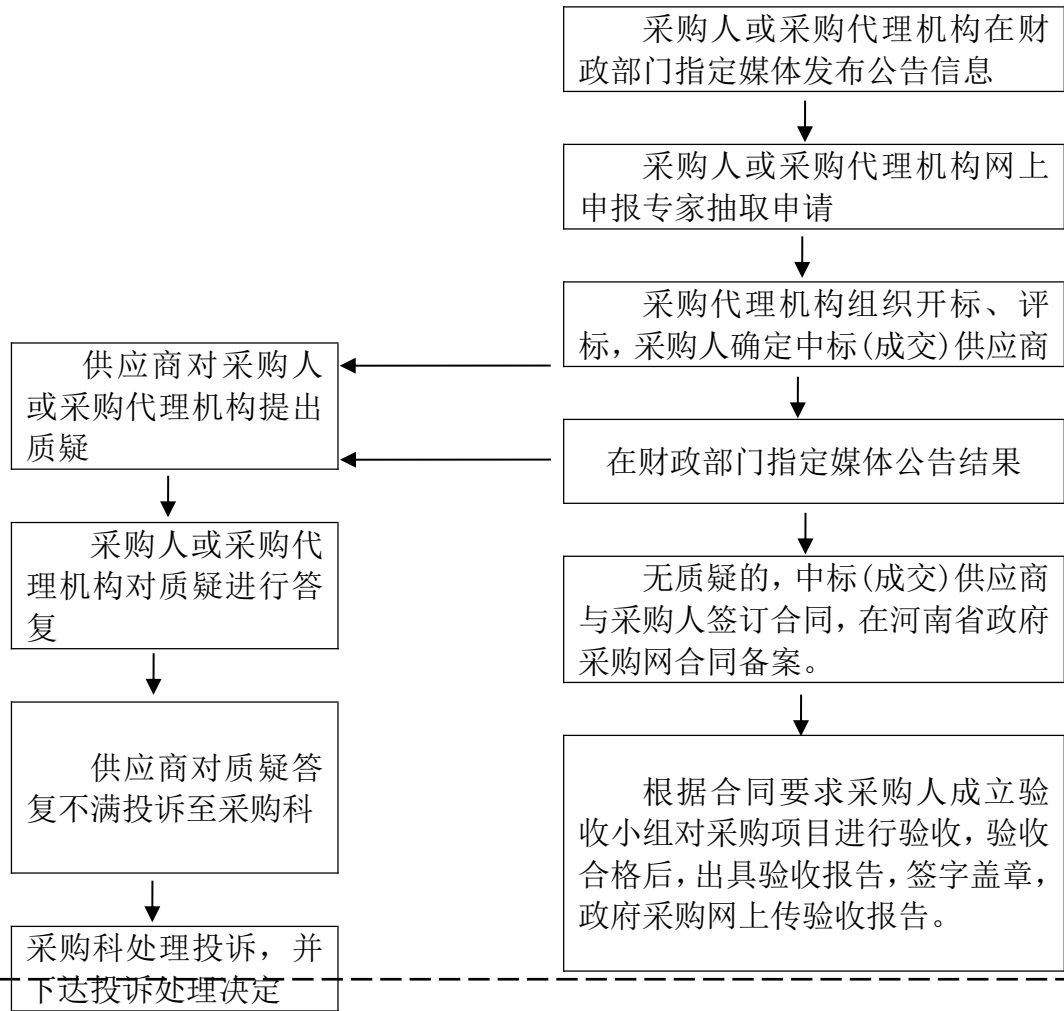 采购人或采购代理机构在财
政部门指定媒体发布公告信息
采购人或采购代理机构网上
申报专家抽取申请
采购代理机构组织开标、评
标,采购人确定中标(成交)供应商
在财政部门指定媒体公告结果
无质疑的,中标(成交)供应商
与采购人签订合同,在河南省政府
采购网合同备案。
根据合同要求采购人成立验
收小组对采购项目进行验收,验收
合格后,出具验收报告,签字盖章,
政府采购网上传验收报告。
供应商对采购人
或采购代理机构提出
质疑
采购人或采购代
理机构对质疑进行答
复
供应商对质疑答
复不满投诉至采购科
采购科处理投诉，并
下达投诉处理决定